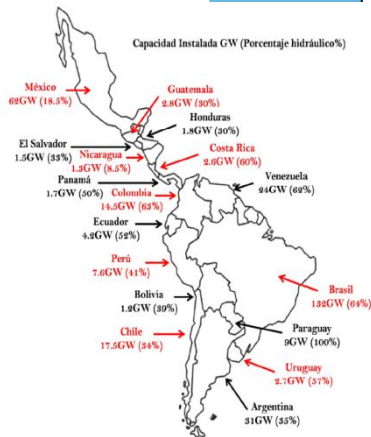 Capacidad Instalada GW (Porcentaje hidráulico%)
México
62GW (18.5%)
Guatemala
2.8GW (30%)
Honduras
1.8GW (30%)
El Salvador
1.5GW (33%)
Nicaragua
1.3GW (8.5%)
Costa Rica
2.6GW (60%)
Panamá
1.7GW (50%)
Venezuela
24GW (62%)
Colombia
14.5GW (63%)
Ecuador
4.2GW (52%)
Perú
7.6GW (41%)
Brasil
132GW (64%)
Bolivia
1.2GW (39%)
Paraguay
9GW (100%)
Chile
17.5GW (34%)
Uruguay
2.7GW (57%)
Argentina
31GW (35%)